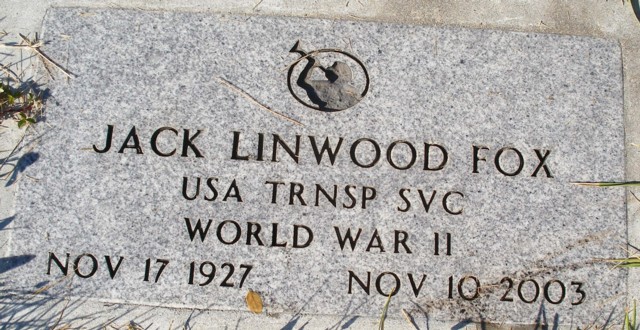 JACK LINWOOD FOX
USA TRNSP SVC
WORLD WAR II
NOV 17 1927 NOV 10 2003